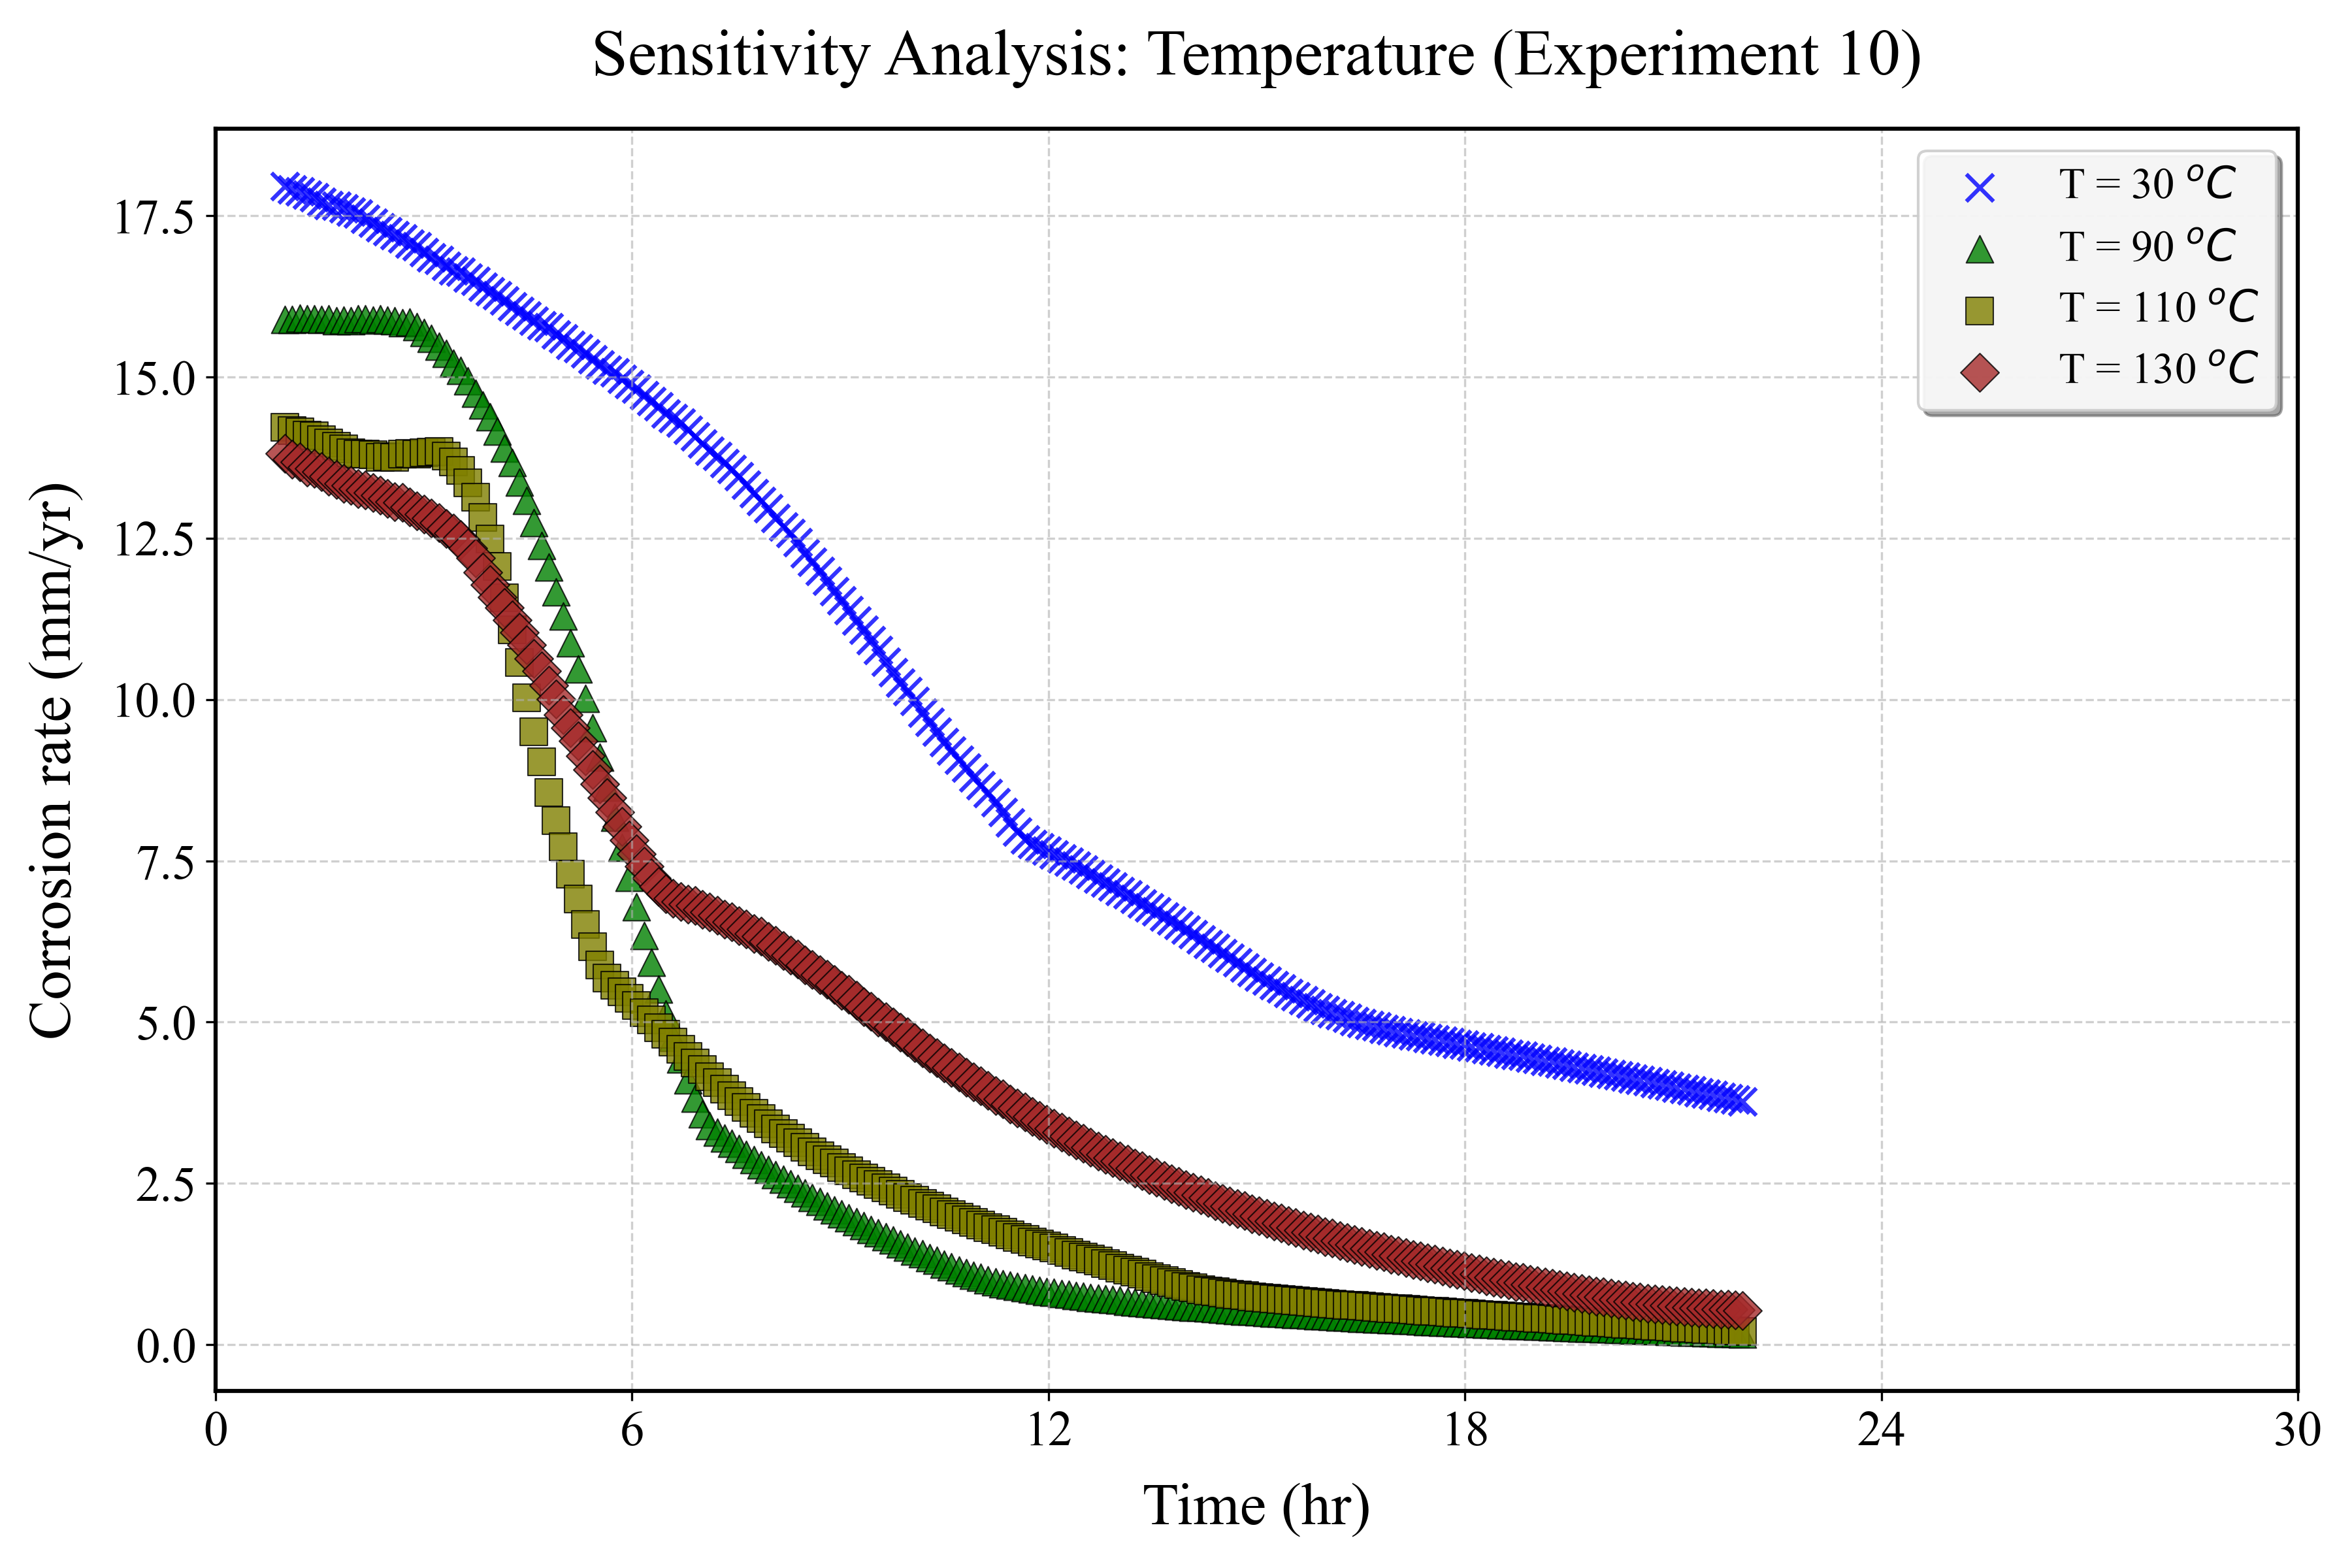 Sensitivity Analysis: Temperature (Experiment 10)
T = 30 °C
T = 90 °C
T = 110 °C
T = 130 °C
17.5
15.0
12.5
10.0
7.5
5.0
2.5
0.0
Corrosion rate (mm/yr)
0 6 12 18 24 30
Time (hr)